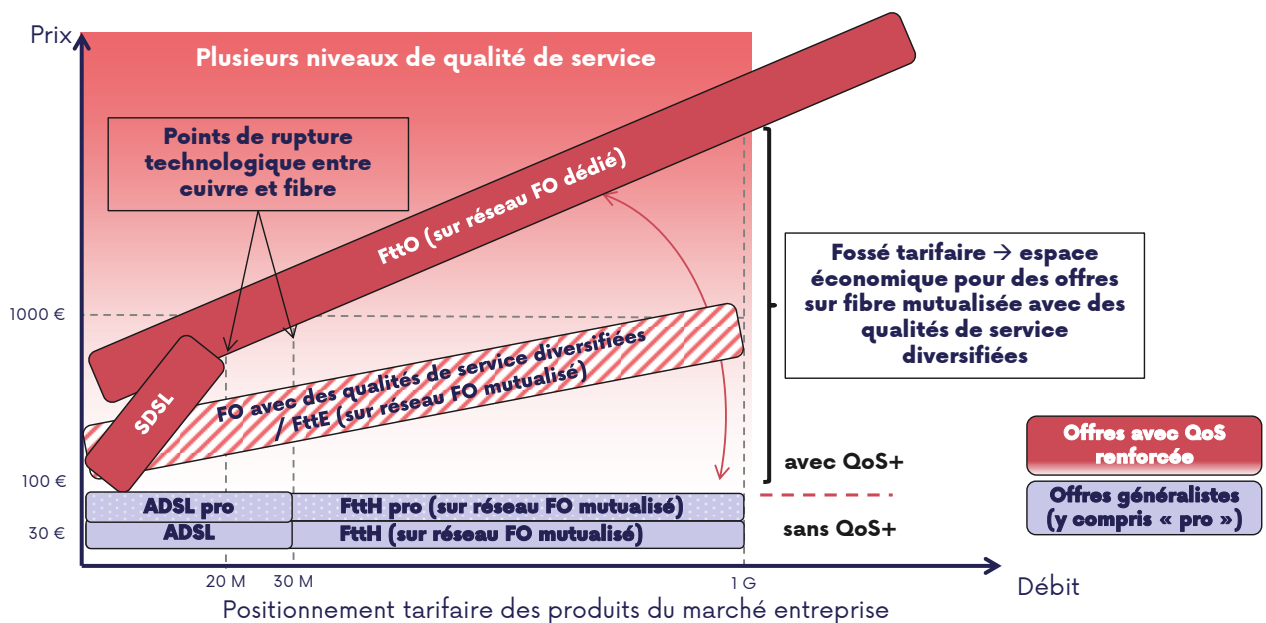 Prix
Plusieurs niveaux de qualité de service
Points de rupture
technologique entre
cuivre et fibre
FttO (sur réseau FO dédié)
Fossé tarifaire → espace
économique pour des offres
sur fibre mutualisée avec des
qualités de service
diversifiées
1000 €
FO avec des qualités de service diversifiées
/ FttE (sur réseau FO mutualisé)
SDSL
100 €
avec QoS+
Offres avec QoS
renforcée
ADSL pro
FttH pro (sur réseau FO mutualisé)
Offres généralistes
(y compris « pro »)
30 €
ADSL
FttH (sur réseau FO mutualisé)
sans QoS+
20 M
30 M
1 G
Débit
Positionnement tarifaire des produits du marché entreprise